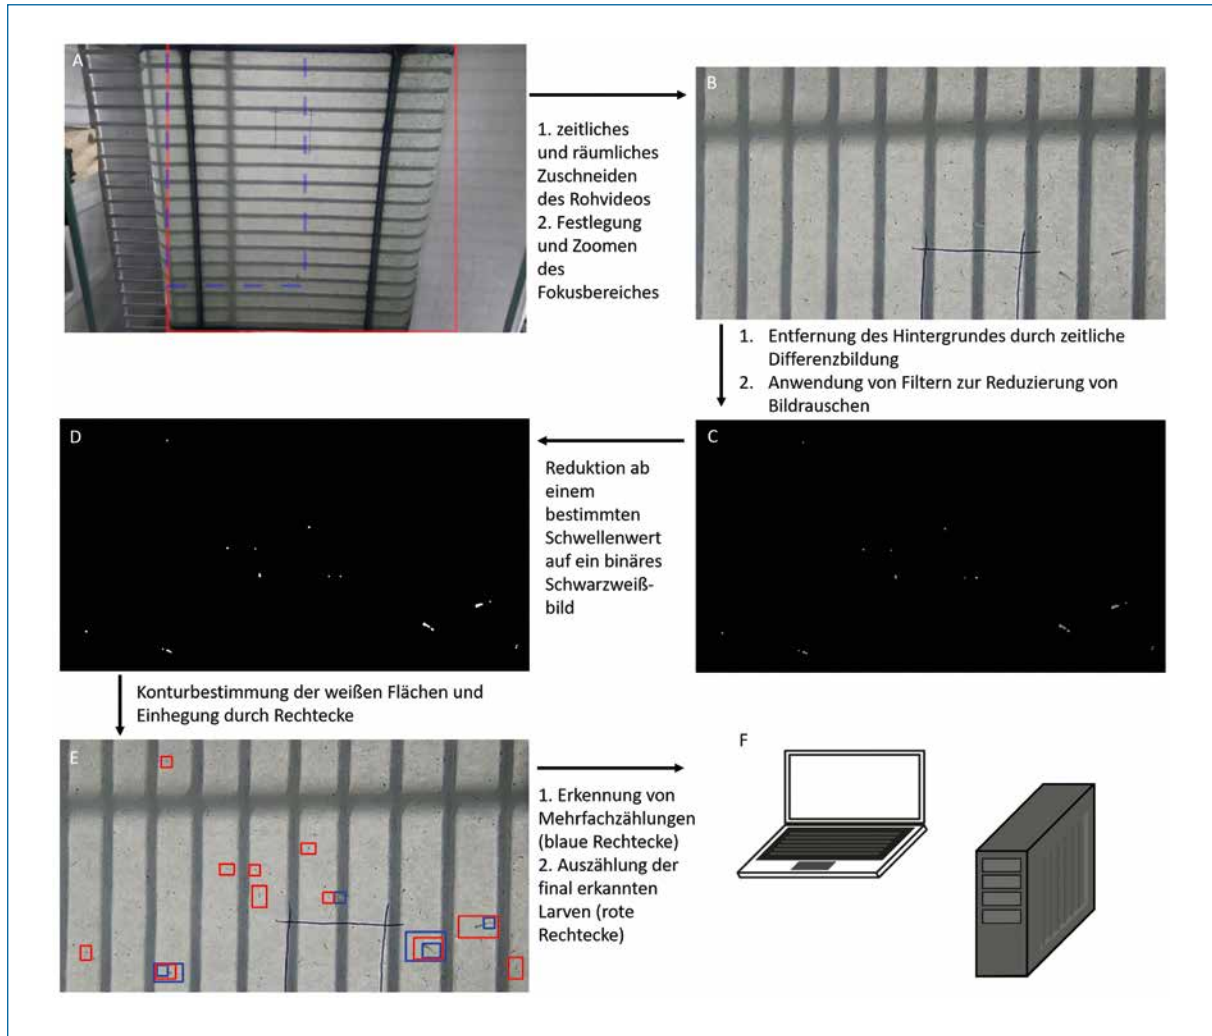 A
1. zeitliches
und räumliches
Zuschneiden
des Rohvideos
2. Festlegung
und Zoomen
des
Fokusbereiches
B
1. Entfernung des Hintergrundes durch zeitliche
Differenzbildung
2. Anwendung von Filtern zur Reduzierung von
Bildrauschen
C
Reduktion ab
einem
bestimmten
Schwellenwert
auf ein binäres
Schwarzweiß-
bild
D
Konturbestimmung der weißen Flächen und
Einhegung durch Rechtecke
E
1. Erkennung von
Mehrfachzählungen
(blaue Rechtecke)
2. Auszählung der
final erkannten
Larven (rote
Rechtecke)
F